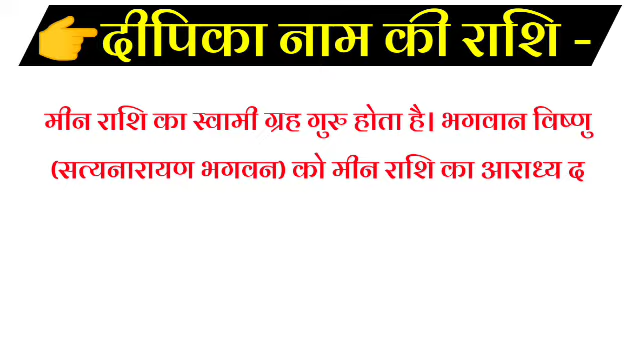 👉दीपिका नाम की राशि -
मीन राशि का स्वामी ग्रह गुरु होता है। भगवान विष्णु
(सत्यनारायण भगवन) को मीन राशि का आराध्य द